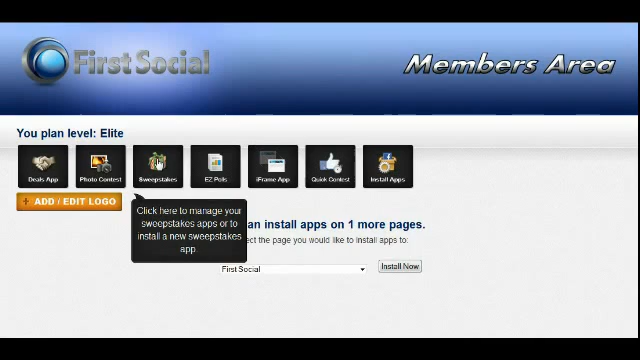 First Social
Members Area
You plan level: Elite
Deals App
Photo Contest
Sweepstakes
EZ Polls
iFrame App
Quick Contest
Install Apps
+ ADD / EDIT LOGO
Click here to manage your
sweepstakes apps or to
install a new sweepstakes
app.
an install apps on 1 more pages.
ect the page you would like to install apps to:
First Social
Install Now